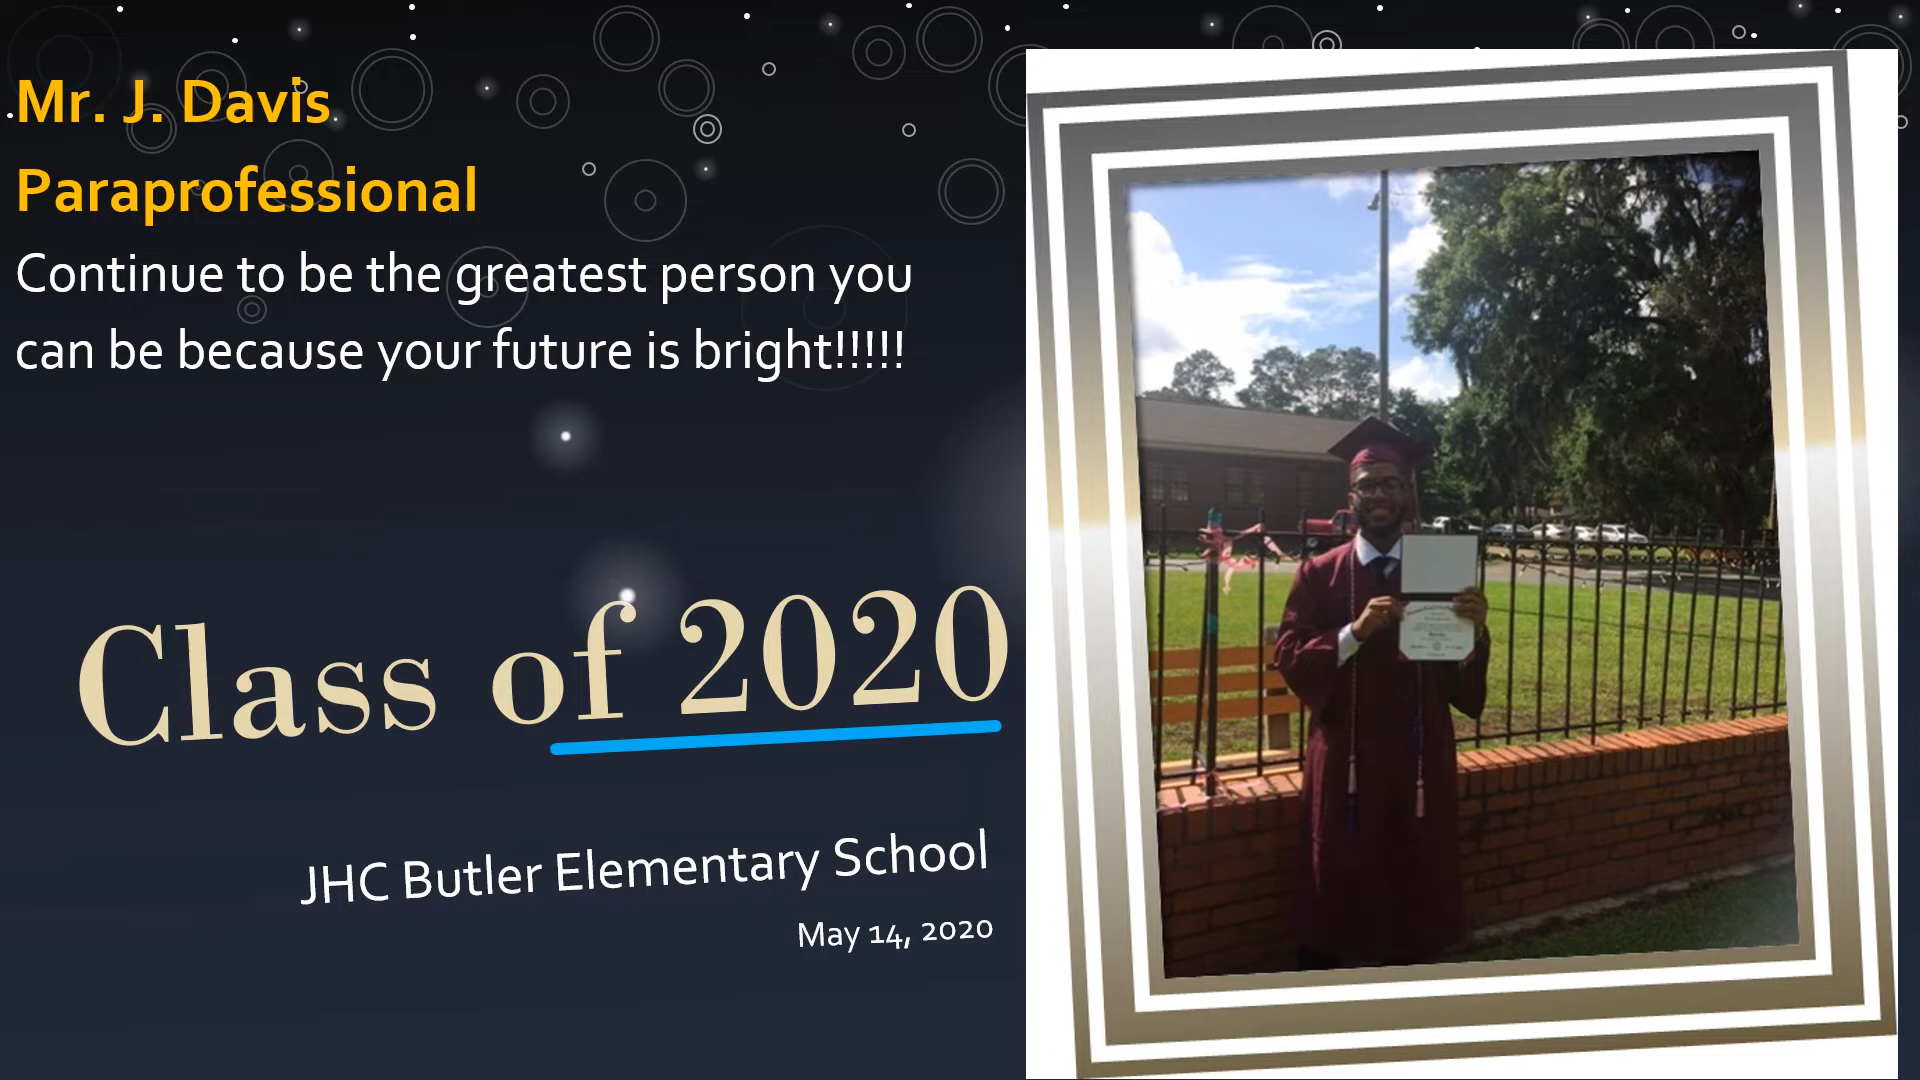 Mr. J. Davis
Paraprofessional
Continue to be the greatest person you
can be because your future is bright!!!!!
Class of 2020
JHC Butler Elementary School
May 14, 2020